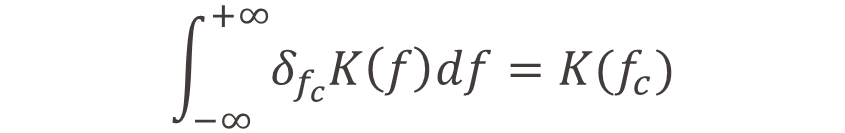 ∫_{-∞}^{+∞} δ_{f_c} K(f)df = K(f_c)